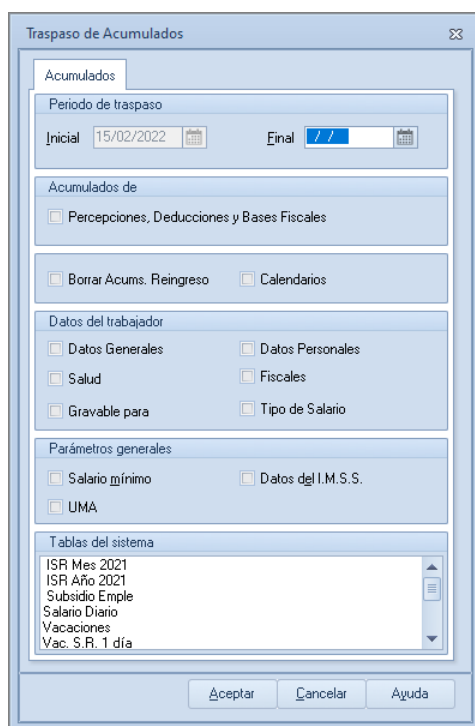 Traspaso de Acumulados
Acumulados
Periodo de traspaso
Inicial 15/02/2022 Final / /
Acumulados de
Percepciones, Deducciones y Bases Fiscales
Borrar Acums. Reingreso Calendarios
Datos del trabajador
Datos Generales Datos Personales
Salud Fiscales
Gravable para Tipo de Salario
Parámetros generales
Salario mínimo Datos del I.M.S.S.
UMA
Tablas del sistema
ISR Mes 2021
ISR Año 2021
Subsidio Emple
Salario Diario
Vacaciones
Vac. S.R. 1 día
Aceptar Cancelar Ayuda